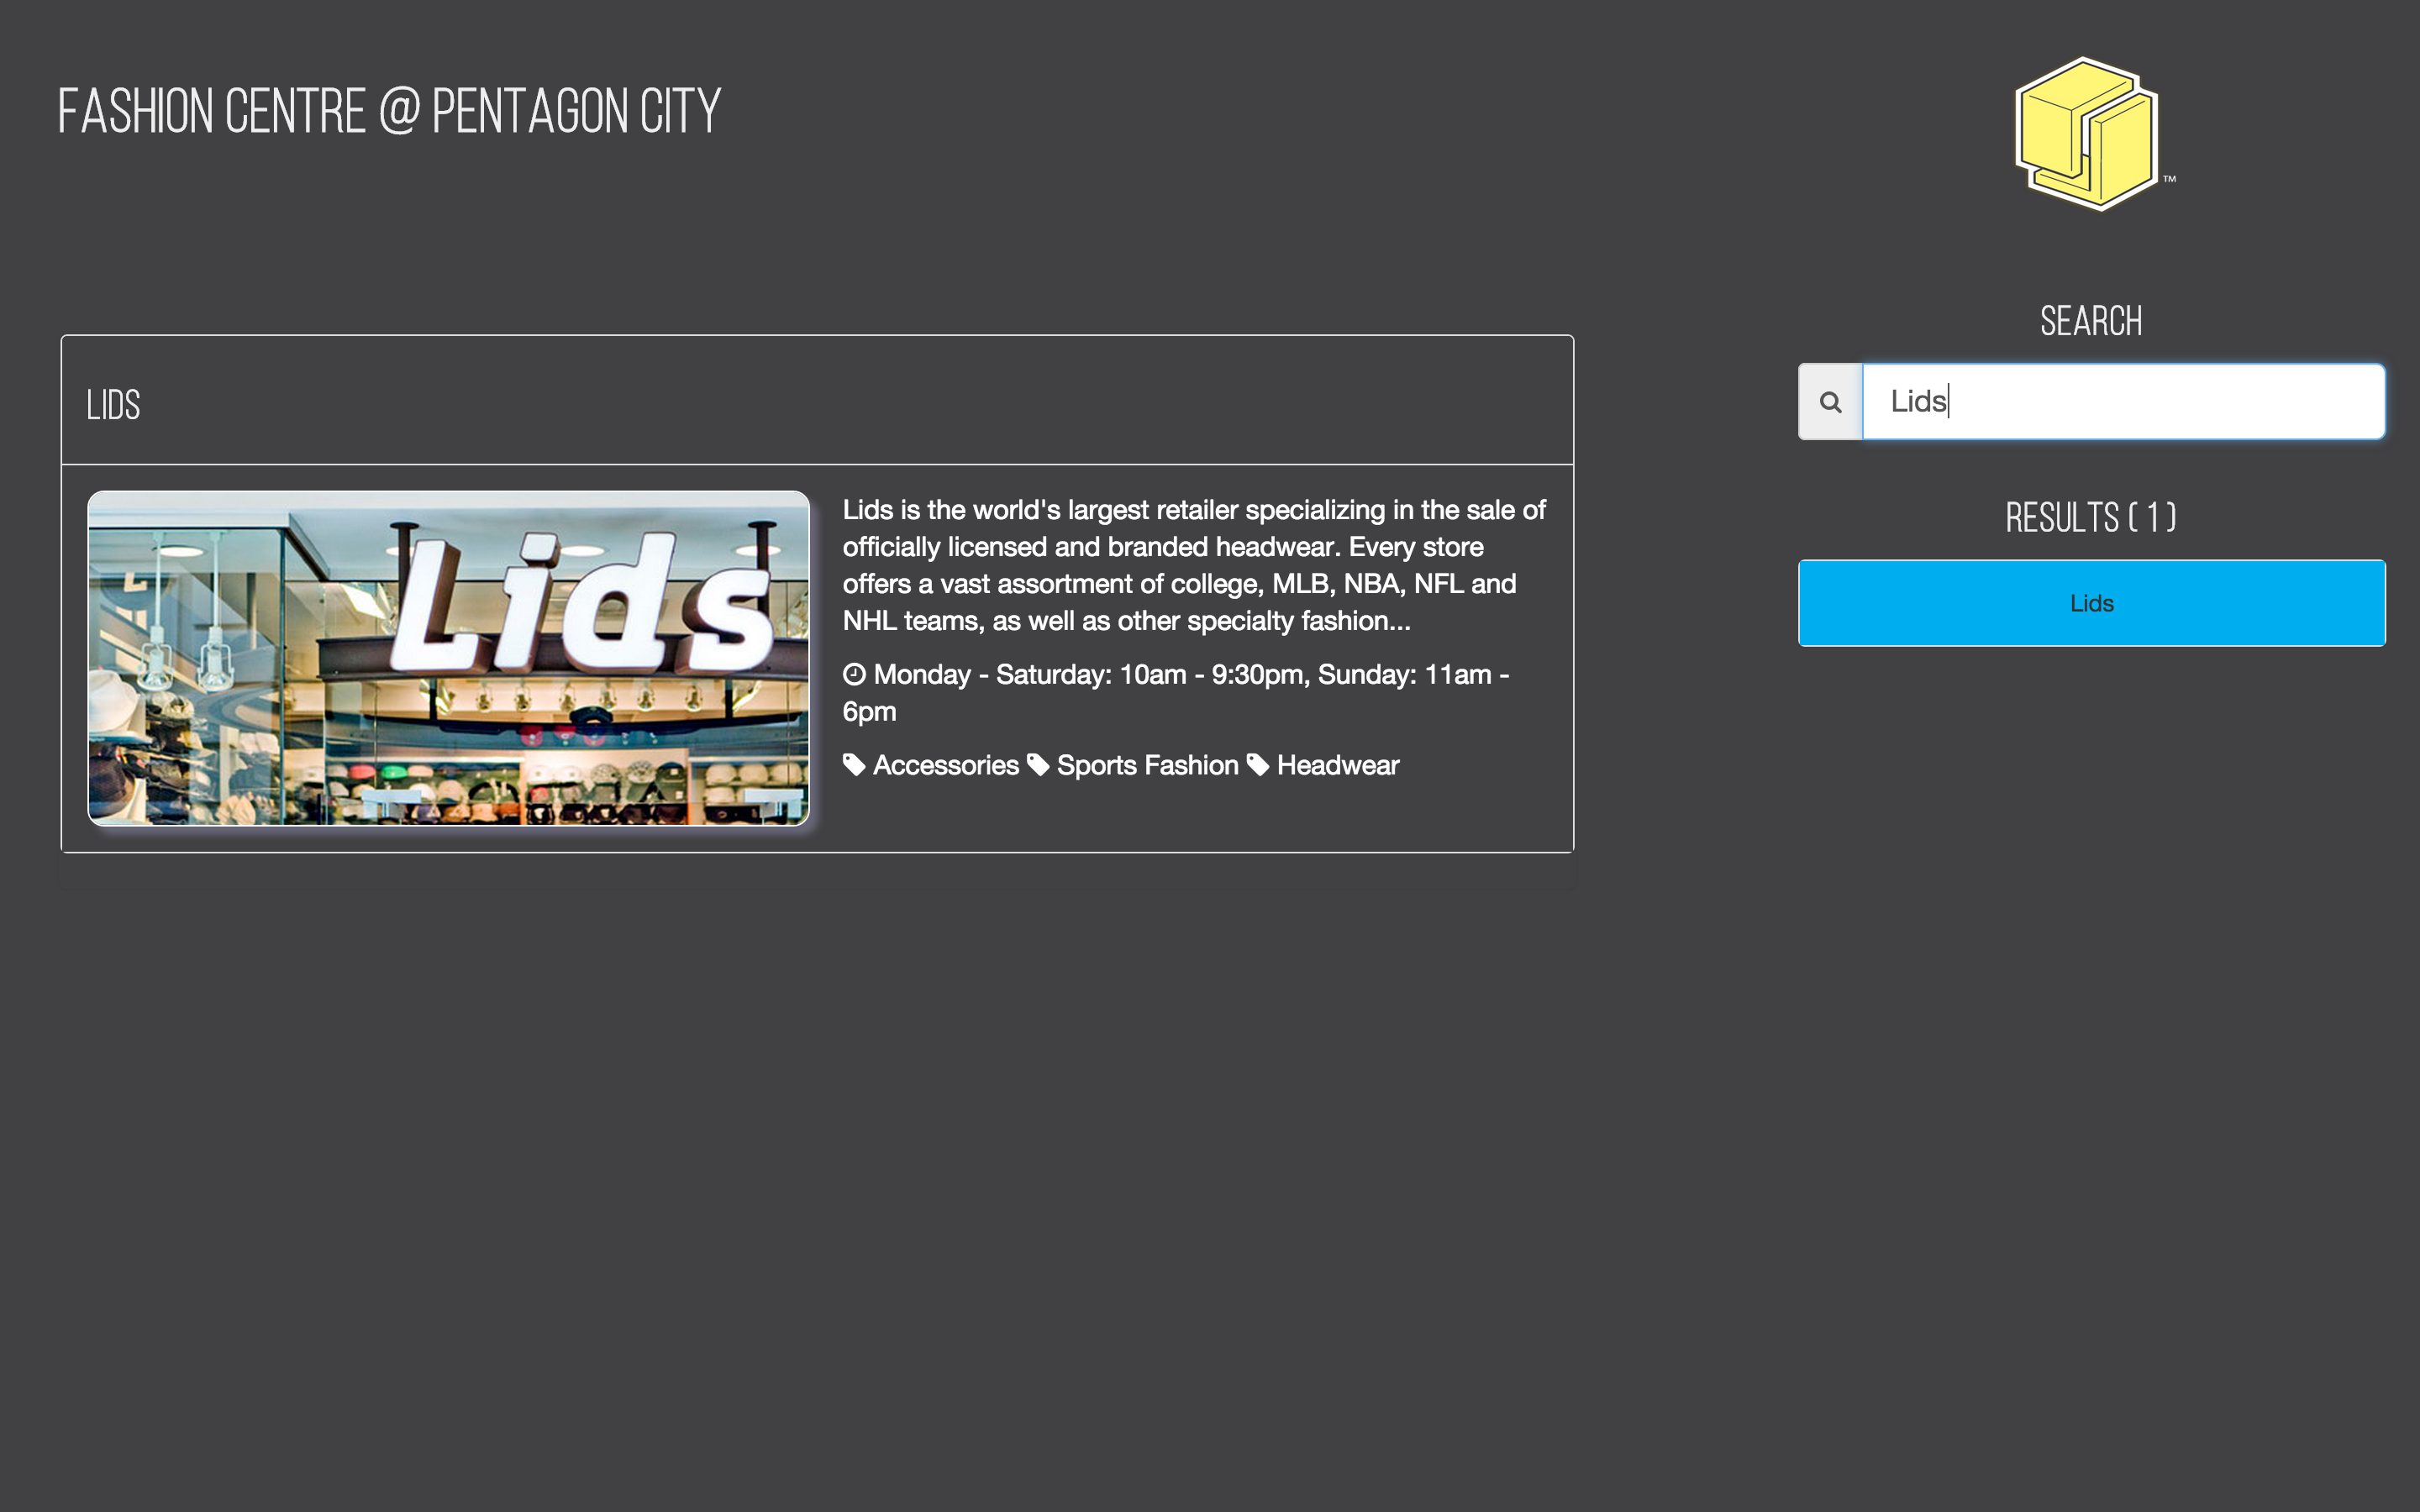 FASHION CENTRE @ PENTAGON CITY
TM
SEARCH
Lids
RESULTS ( 1 )
Lids
LIDS
Lids
Lids is the world's largest retailer specializing in the sale of
officially licensed and branded headwear. Every store
offers a vast assortment of college, MLB, NBA, NFL and
NHL teams, as well as other specialty fashion...
Monday - Saturday: 10am - 9:30pm, Sunday: 11am -
6pm
Accessories Sports Fashion Headwear